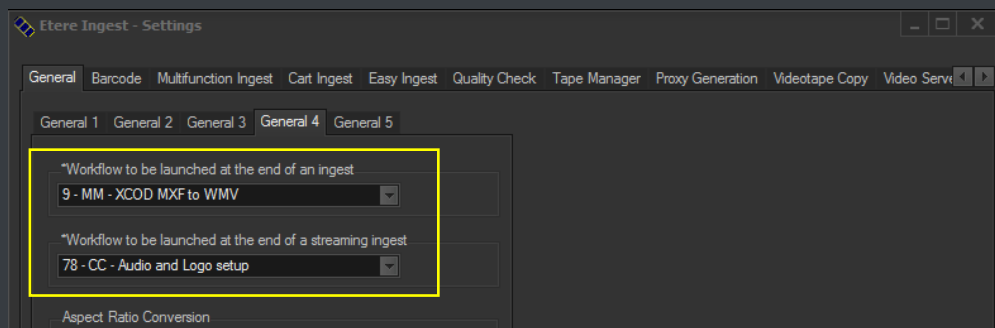 Etere Ingest - Settings
General Barcode Multifunction Ingest Cart Ingest Easy Ingest Quality Check Tape Manager Proxy Generation Videotape Copy Video Serve
General 1 General 2 General 3 General 4 General 5
*Workflow to be launched at the end of an ingest
9 - MM - XCOD MXF to WMV
*Workflow to be launched at the end of a streaming ingest
78 - CC - Audio and Logo setup
Aspect Ratio Conversion